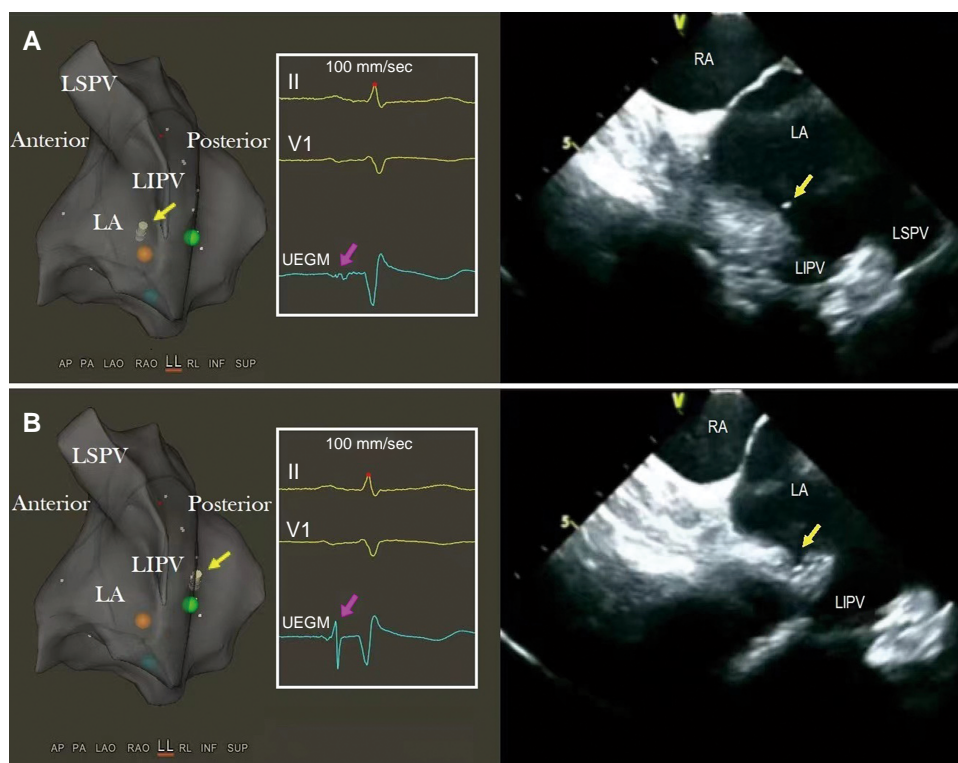 A
LSPV
Anterior
Posterior
LIPV
LA
AP PA LAO RAO LL RL INF SUP
100 mm/sec
II
V1
UEGM
V
RA
5
LA
LSPV
LIPV
B
LSPV
Anterior
Posterior
LIPV
LA
AP PA LAO RAO LL RL INF SUP
100 mm/sec
II
V1
UEGM
V
RA
5
LA
LIPV